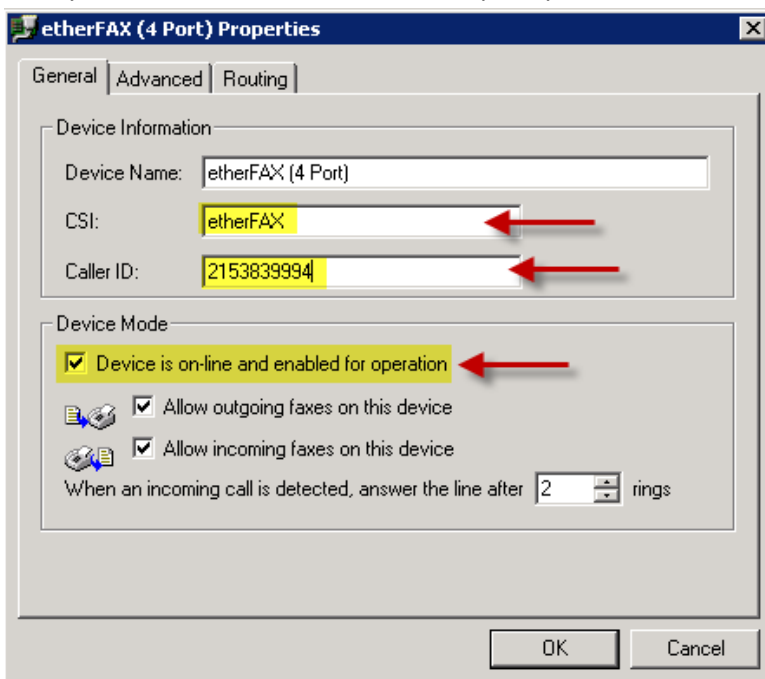 etherFAX (4 Port) Properties
General Advanced Routing
Device Information
Device Name: etherFAX (4 Port)
CSI: etherFAX
Caller ID: 2153839994
Device Mode
Device is on-line and enabled for operation
Allow outgoing faxes on this device
Allow incoming faxes on this device
When an incoming call is detected, answer the line after 2 rings
OK Cancel